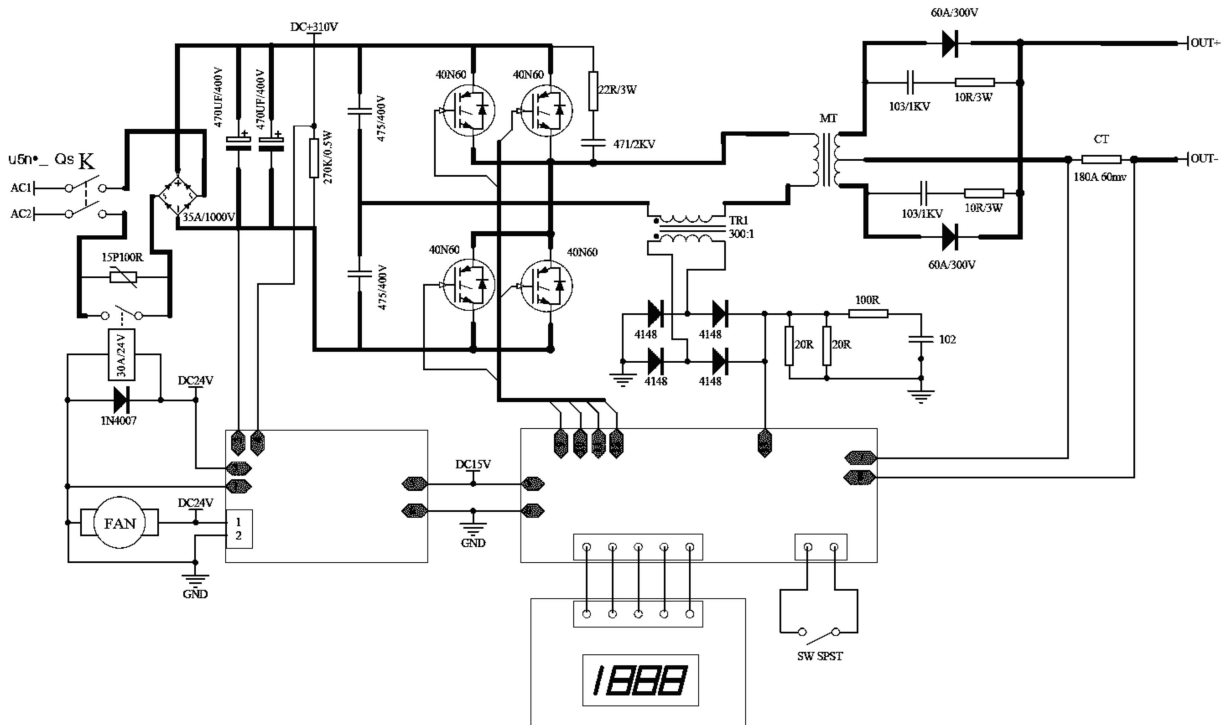 60A/300V
DC+310V
OUT+
40N60
40N60
22R/3W
470UF/400V
470UF/400V
475/400V
103/1KV
10R/3W
MT
471/2KV
270K/0.5W
CT
u5n•_ Qs K
OUT-
AC1
180A 60mv
AC2
103/1KV
10R/3W
35A/1000V
TR1
300:1
40N60
40N60
15P100R
475/400V
60A/300V
100R
4148
4148
20R
20R
102
30A/24V
4148
4148
DC24V
1N4007
DC15V
DC24V
FAN
1
2
GND
GND
SW SPST
1888